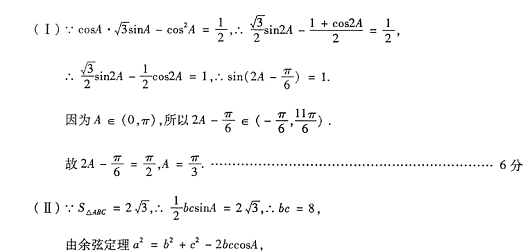 (Ⅰ)∵ cosA·√3sinA − cos²A = 1/2,∴ √3/2 sin2A − (1 + cos2A)/2 = 1/2,
∴ √3/2 sin2A − 1/2 cos2A = 1,∴ sin(2A − π/6) = 1.
因为 A ∈ (0,π),所以 2A − π/6 ∈ (− π/6, 11π/6).
故 2A − π/6 = π/2,A = π/3. ………………………………………………… 6 分
(Ⅱ)∵ S△ABC = 2√3,∴ 1/2 bcsinA = 2√3,∴ bc = 8,
由余弦定理 a² = b² + c² − 2bccosA,